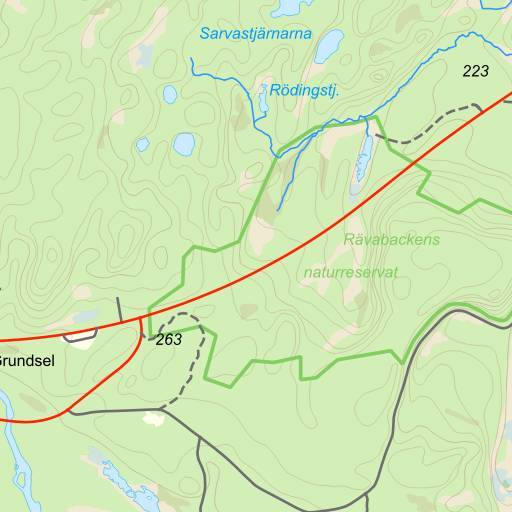 Sarvastjärnarna
223
Rödingstj.
Rävabackens
naturreservat
263
Grundsel